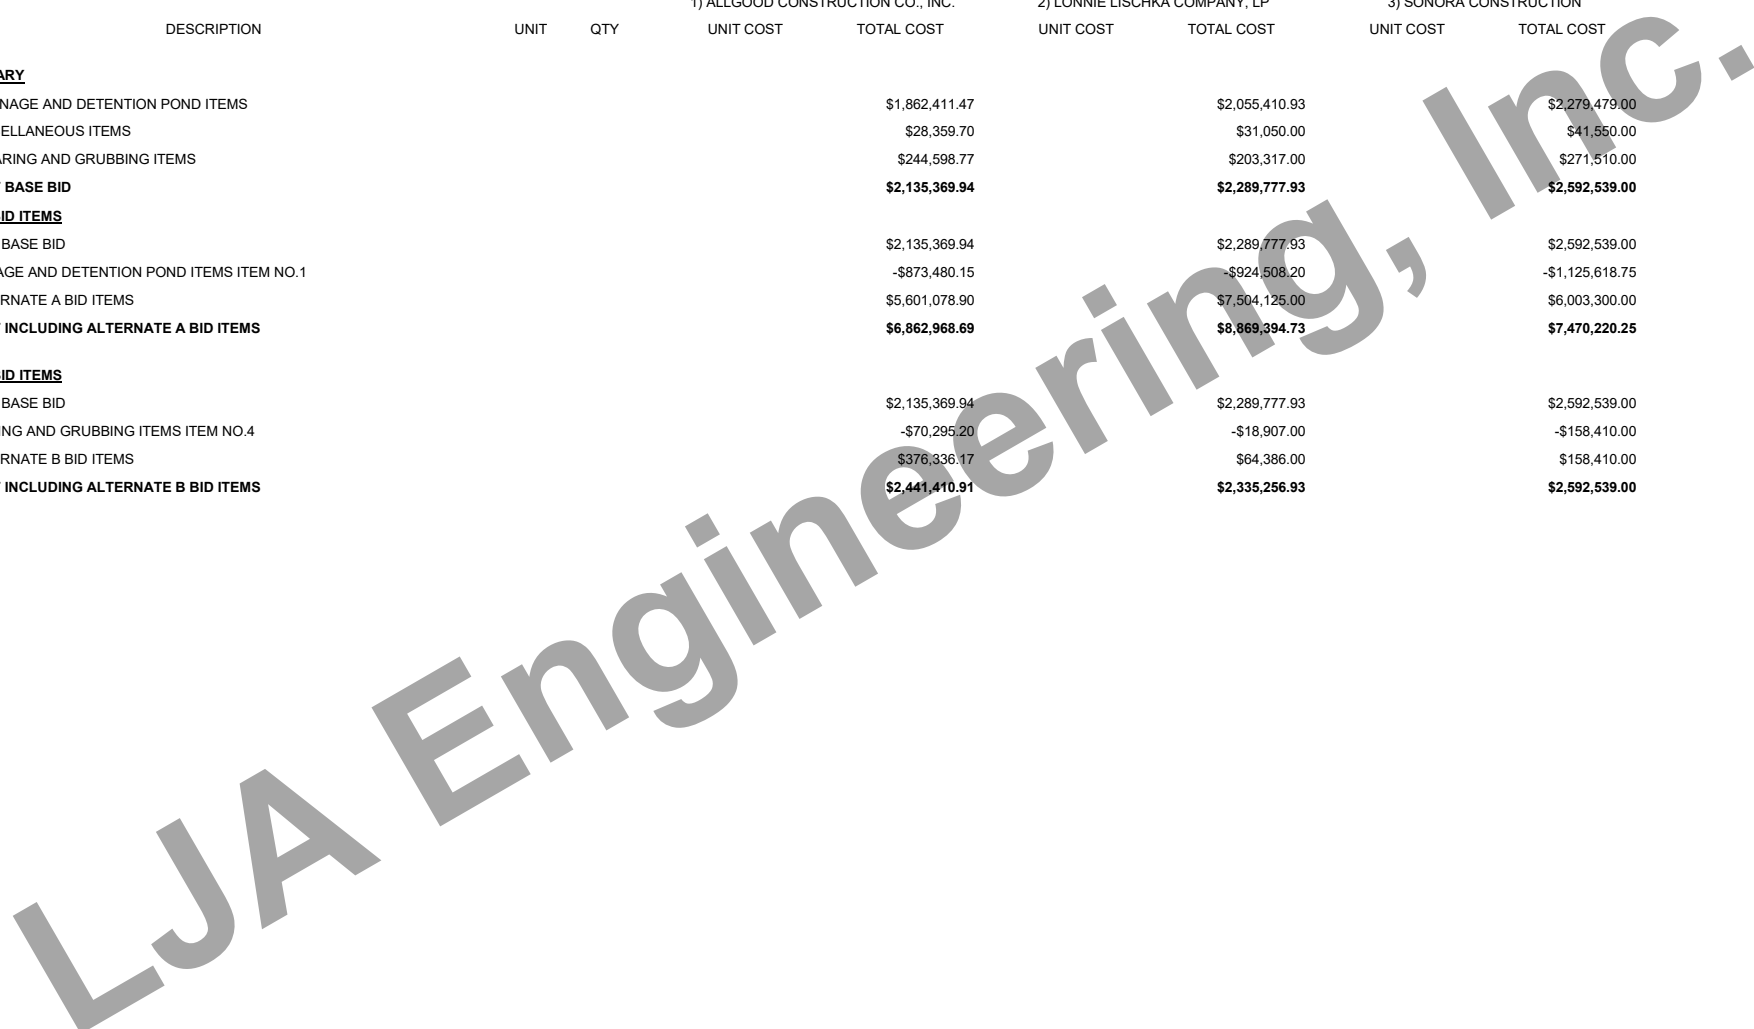 1) ALLGOOD CONSTRUCTION CO., INC. 2) LONNIE LISCHKA COMPANY, LP 3) SONORA CONSTRUCTION
DESCRIPTION UNIT QTY UNIT COST TOTAL COST UNIT COST TOTAL COST UNIT COST TOTAL COST
ARY
NAGE AND DETENTION POND ITEMS $1,862,411.47 $2,055,410.93 $2,279,479.00
ELLANEOUS ITEMS $28,359.70 $31,050.00 $41,550.00
ARING AND GRUBBING ITEMS $244,598.77 $203,317.00 $271,510.00
BASE BID $2,135,369.94 $2,289,777.93 $2,592,539.00
ID ITEMS
BASE BID $2,135,369.94 $2,289,777.93 $2,592,539.00
AGE AND DETENTION POND ITEMS ITEM NO.1 -$873,480.15 -$924,508.20 -$1,125,618.75
RNATE A BID ITEMS $5,601,078.90 $7,504,125.00 $6,003,300.00
INCLUDING ALTERNATE A BID ITEMS $6,862,968.69 $8,869,394.73 $7,470,220.25
ID ITEMS
BASE BID $2,135,369.94 $2,289,777.93 $2,592,539.00
ING AND GRUBBING ITEMS ITEM NO.4 -$70,295.20 -$18,907.00 -$158,410.00
RNATE B BID ITEMS $376,336.17 $64,386.00 $158,410.00
INCLUDING ALTERNATE B BID ITEMS $2,441,410.91 $2,335,256.93 $2,592,539.00
LJA Engineering, Inc.